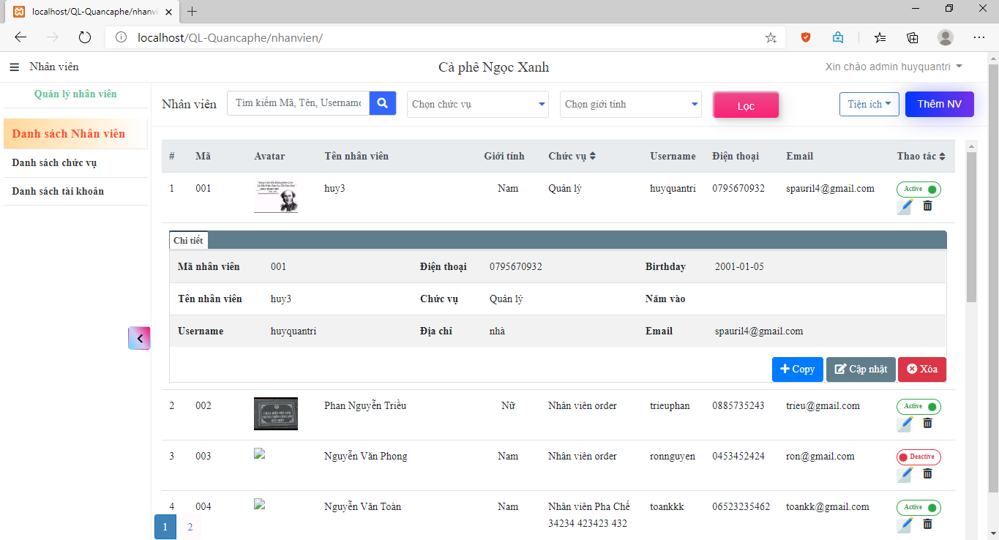 localhost/QL-Quancaphe/nhanvi
localhost/QL-Quancaphe/nhanvien/
Nhân viên
Cà phê Ngọc Xanh
Xin chào admin huyquantri
Quản lý nhân viên
Danh sách Nhân viên
Danh sách chức vụ
Danh sách tài khoản
Nhân viên
Tìm kiếm Mã, Tên, Username
Chọn chức vụ
Chọn giới tính
Lọc
Tiện ích
Thêm NV
# Mã Avatar Tên nhân viên Giới tính Chức vụ Username Điện thoại Email Thao tác
1 001 huy3 Nam Quản lý huyquantri 0795670932 spauril4@gmail.com Active
Chi tiết
Mã nhân viên 001 Điện thoại 0795670932 Birthday 2001-01-05
Tên nhân viên huy3 Chức vụ Quản lý Năm vào
Username huyquantri Địa chỉ nhà Email spauril4@gmail.com
Copy Cập nhật Xóa
2 002 Phan Nguyễn Triều Nữ Nhân viên order trieuphan 0885735243 trieu@gmail.com Active
3 003 Nguyễn Văn Phong Nam Nhân viên order ronnguyen 0453452424 ron@gmail.com Deactive
4 004 Nguyễn Văn Toàn Nam Nhân viên Pha Chế toankkk 06523235462 toankk@gmail.com Active
34234 423423 432
1 2